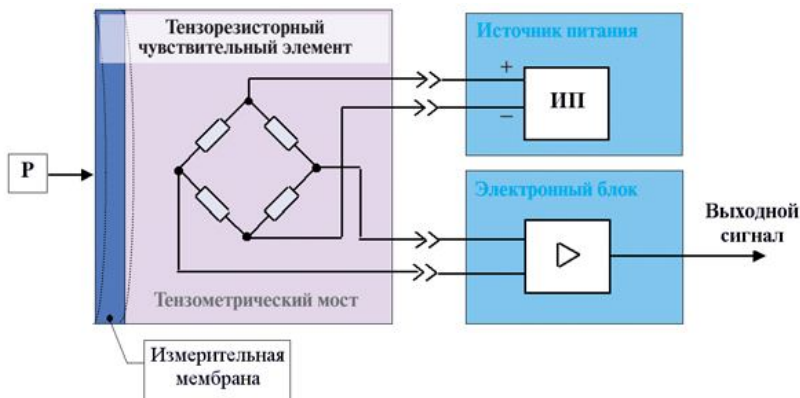 Тензорезисторный
чувствительный элемент
Источник питания
+
ИП
−
P
Электронный блок
Выходной
сигнал
Тензометрический мост
Измерительная
мембрана